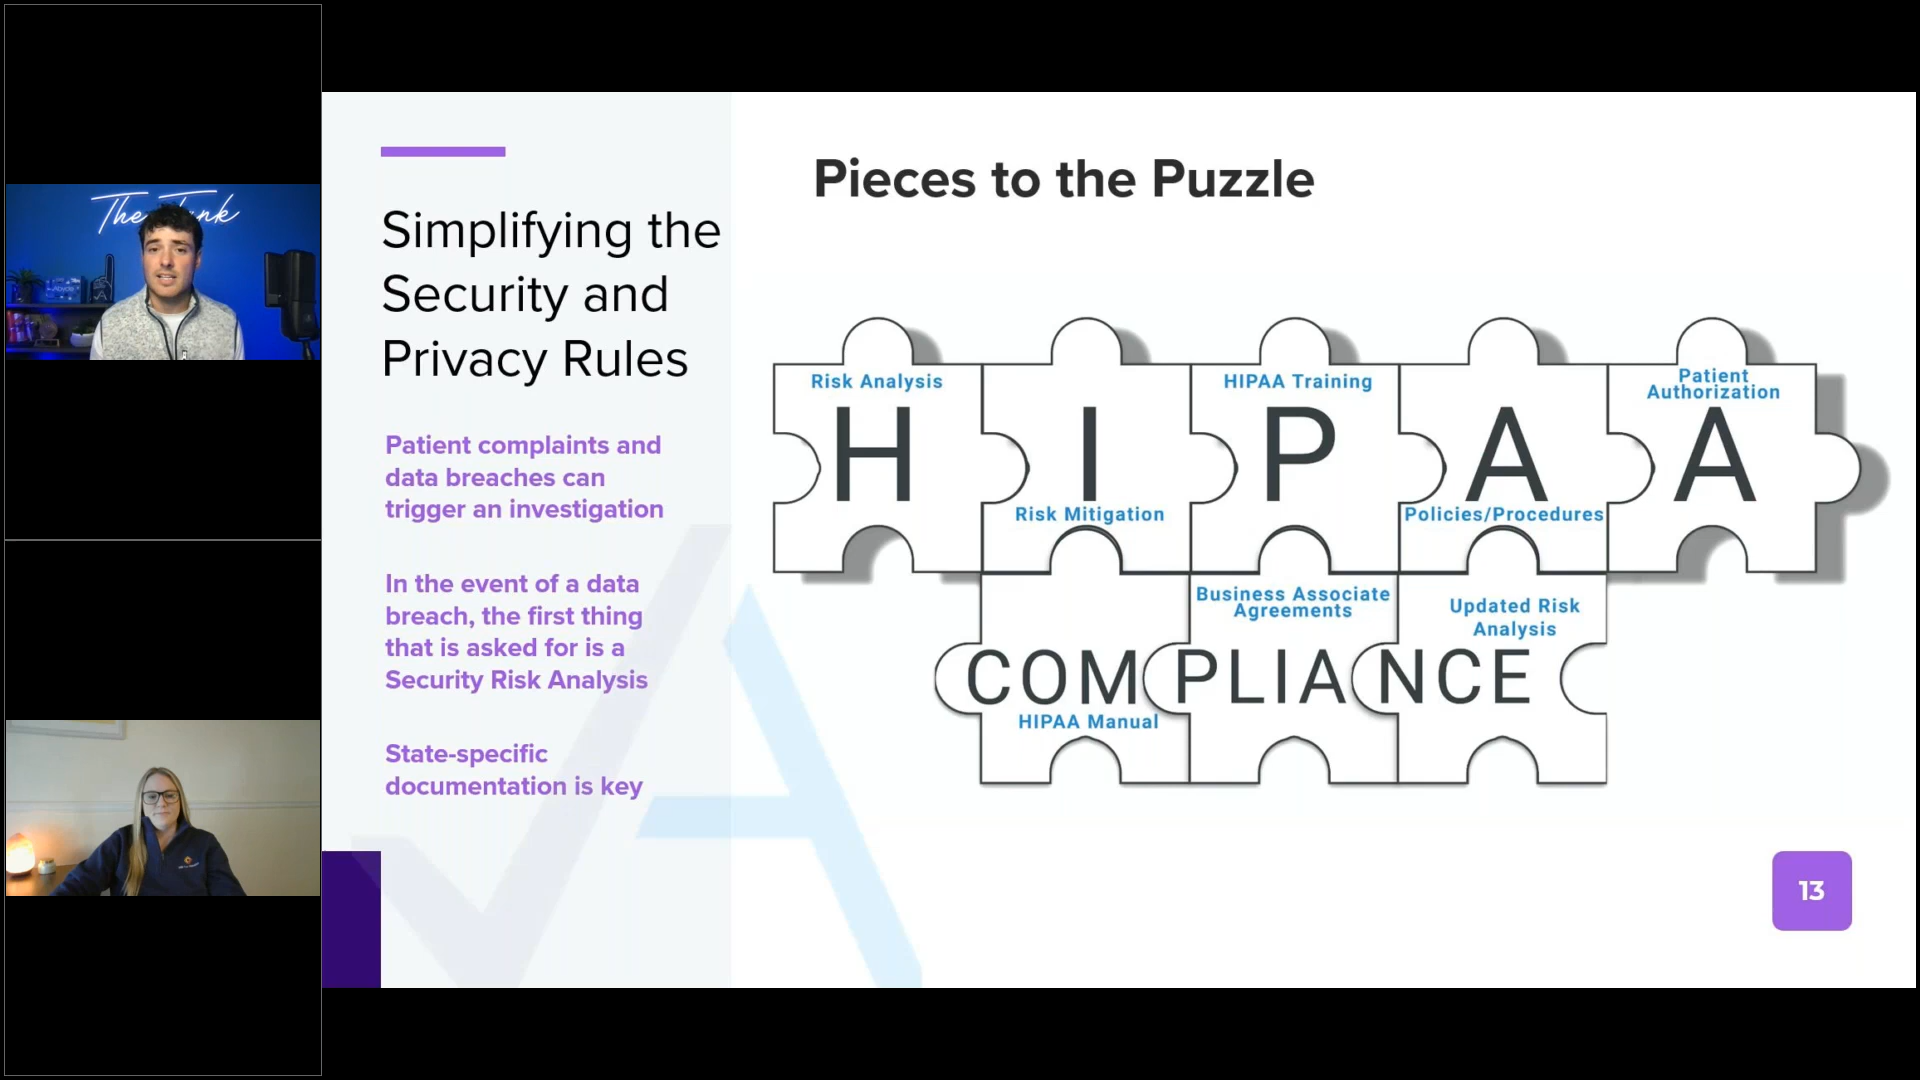 The Tank
Simplifying the
Security and
Privacy Rules
Patient complaints and
data breaches can
trigger an investigation
In the event of a data
breach, the first thing
that is asked for is a
Security Risk Analysis
State-specific
documentation is key
Pieces to the Puzzle
Risk Analysis
HIPAA Training
Patient
Authorization
H I P A A
Risk Mitigation
Policies/Procedures
Business Associate
Agreements
Updated Risk
Analysis
COMPLIANCE
HIPAA Manual
13